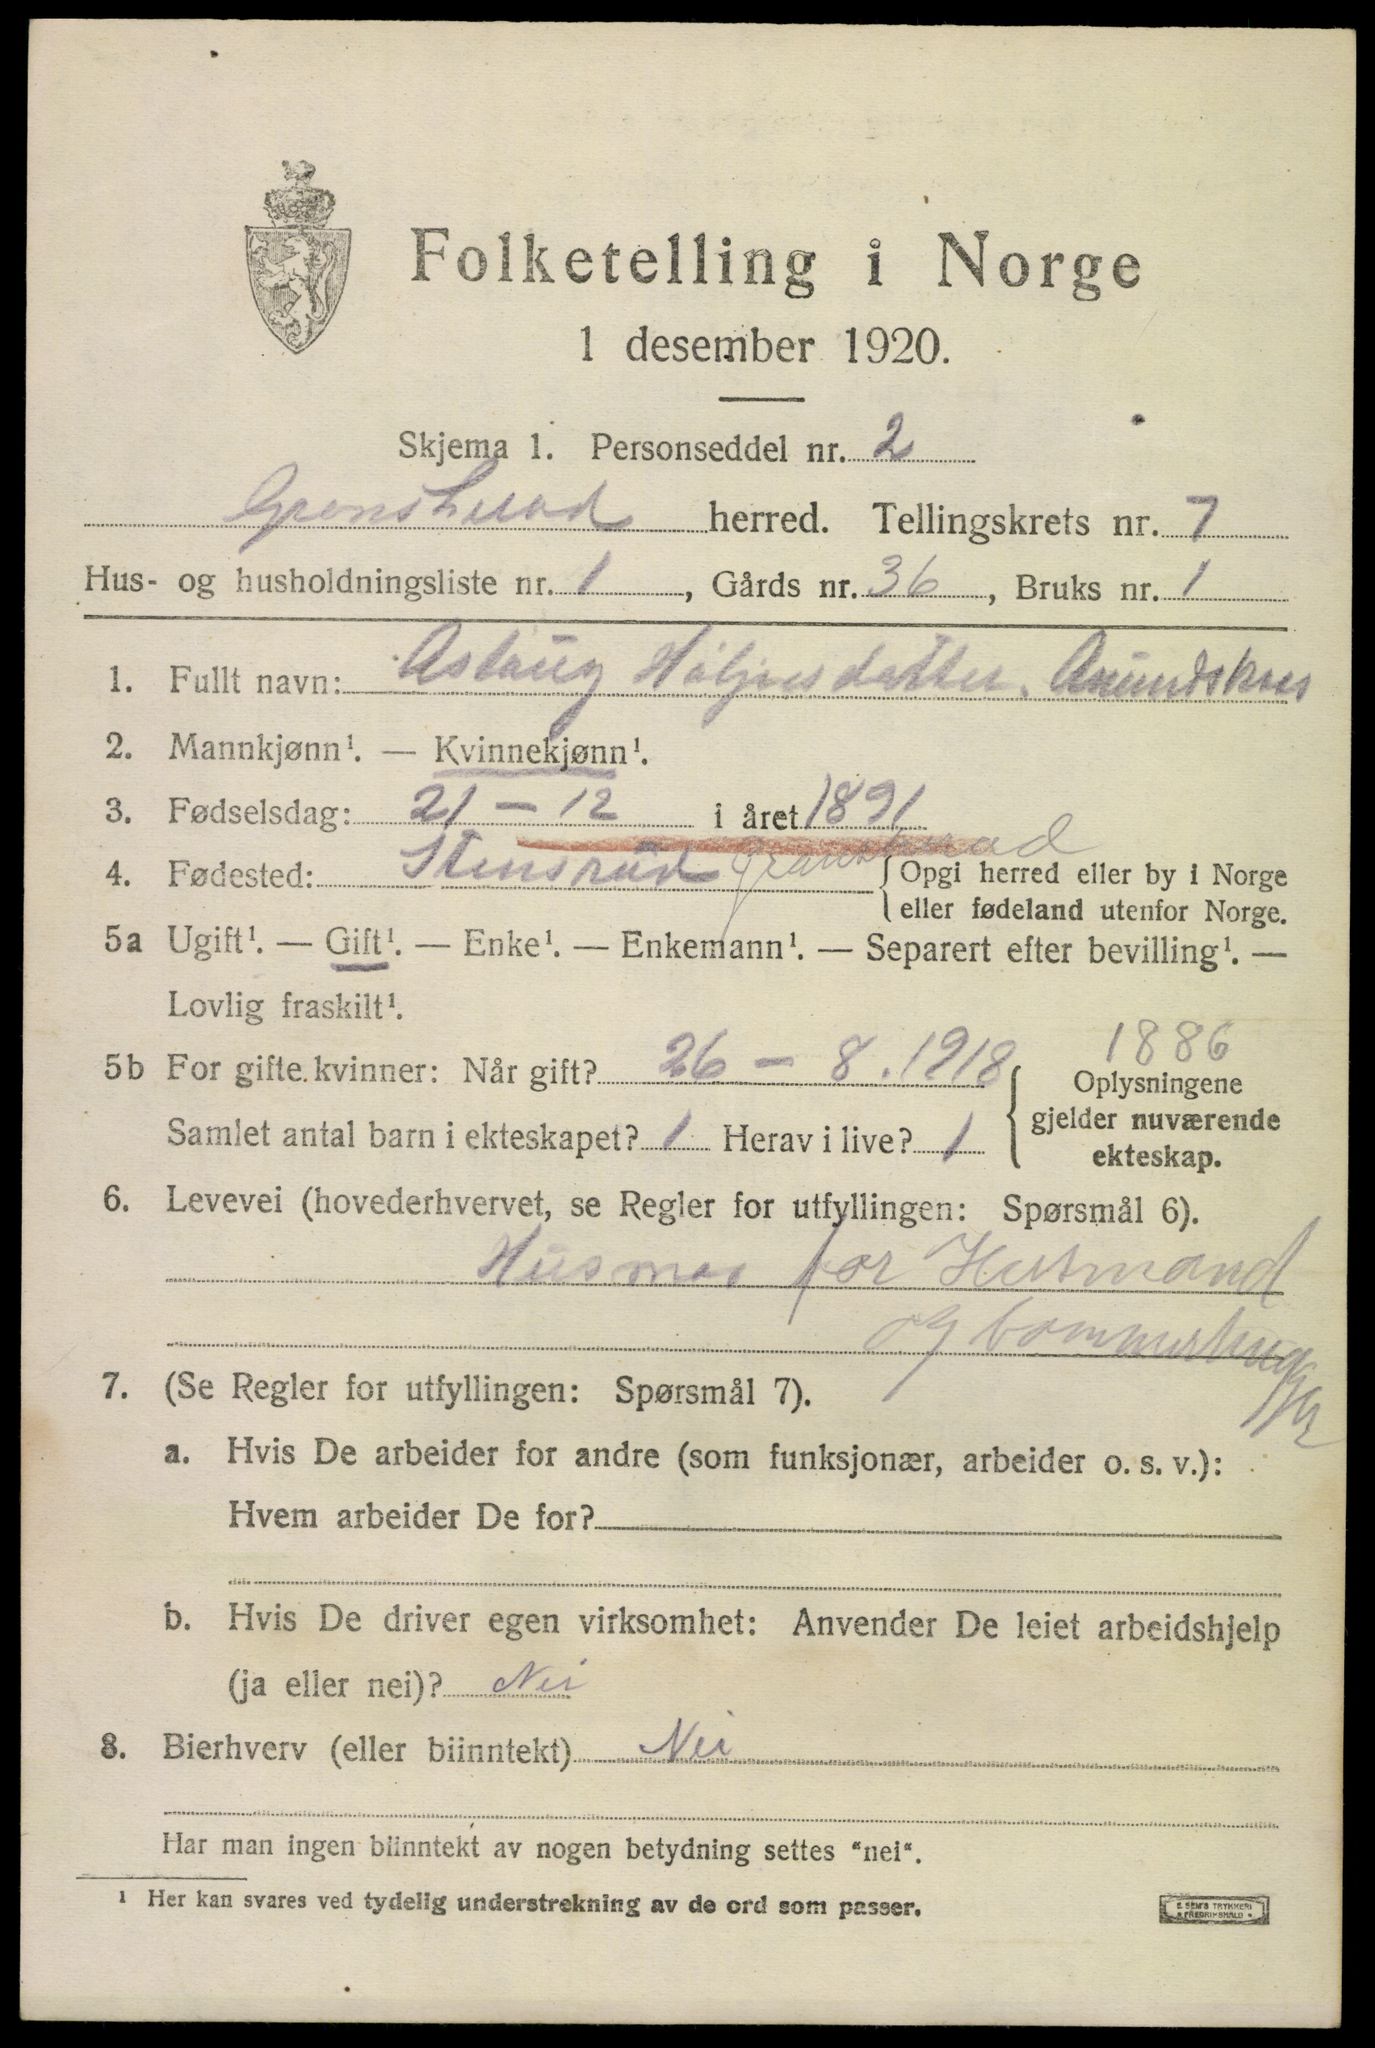 Folketelling i Norge
1 desember 1920.
Skjema 1. Personseddel nr. 2
Gransherad herred. Tellingskrets nr. 7
Hus- og husholdningsliste nr. 1, Gårds nr. 36, Bruks nr. 1
1. Fullt navn: Aslaug Høljesdatter.
2. Mannkjønn¹. — Kvinnekjønn¹.
3. Fødselsdag: 21 – 12 i året 1891
4. Fødested: Stensrud Gransherad { Opgi herred eller by i Norge
eller fødeland utenfor Norge.
5a Ugift¹. — Gift¹. — Enke¹. — Enkemann¹. — Separert efter bevilling¹. —
Lovlig fraskilt¹.
1886
5b For gifte kvinner: Når gift? 26 – 8. 1918
Samlet antal barn i ekteskapet? 1 Herav i live? 1
{ Oplysningene
gjelder nuværende
ekteskap.
6. Levevei (hovederhvervet, se Regler for utfyllingen: Spørsmål 6).
Husmor for Husmand
og tømmerhugger
7. (Se Regler for utfyllingen: Spørsmål 7).
a. Hvis De arbeider for andre (som funksjonær, arbeider o. s. v.):
Hvem arbeider De for?
b. Hvis De driver egen virksomhet: Anvender De leiet arbeidshjelp
(ja eller nei)? Nei
8. Bierhverv (eller biinntekt) Nei
Har man ingen biinntekt av nogen betydning settes "nei".
¹ Her kan svares ved tydelig understrekning av de ord som passer.
E. SEM'S TRYKKERI
FREDRIKSHALD